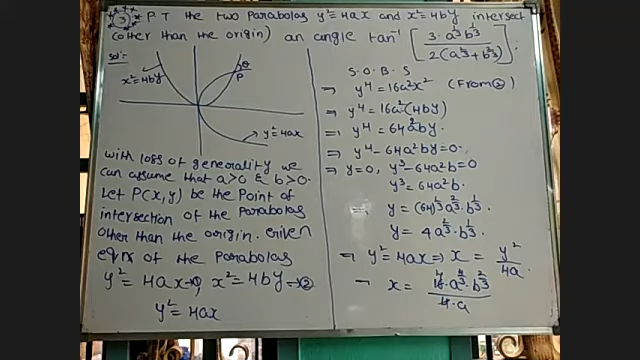 ③ P.T the two Parabolas y² = 4ax and x² = 4by intersect
(other than the origin) an angle tan⁻¹ [3·a^{1/3}b^{1/3} / 2(a^{2/3}+b^{2/3})].
Sol:-
x²=4by
θ
P
y²=4ax
with loss of generality we
can assume that a>0 & b>0.
Let P(x,y) be the Point of
intersection of the Parabolas
Other than the origin. Given
eqns of the Parabolas
y² = 4ax→①, x² = 4by→②
y² = 4ax
S.O.B.S
⇒ y⁴ = 16a²x² (From②)
⇒ y⁴ = 16a²(4by)
⇒ y⁴ = 64a²by.
⇒ y⁴ - 64a²by = 0.
⇒ y=0, y³ - 64a²b = 0
y³ = 64a²b.
⇒ y = (64)^{1/3} a^{2/3}·b^{1/3}.
y = 4a^{2/3}·b^{1/3}.
⇒ y² = 4ax ⇒ x = y²/4a.
⇒ x = 16·a^{4/3}·b^{2/3} / 4·a